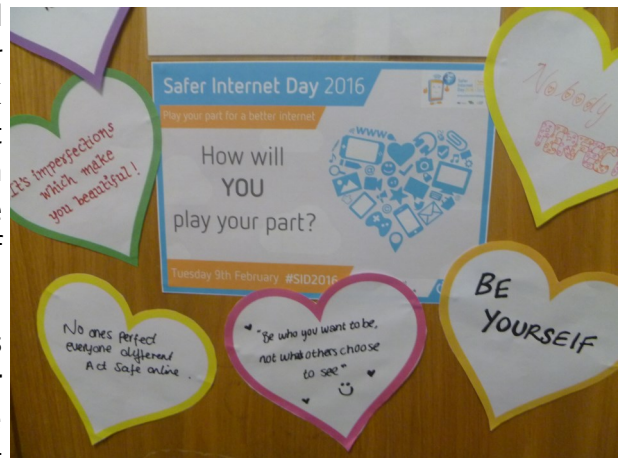 Safer Internet Day 2016
Play your part for a better internet
How will
YOU
play your part?
Tuesday 9th February #SID2016
It's imperfections
which make
you beautiful!
Nobody
PERFECT
No ones perfect
everyone different
Act Safe online.
"Be who you want to be,
not what others choose
to see"
BE
YOURSELF